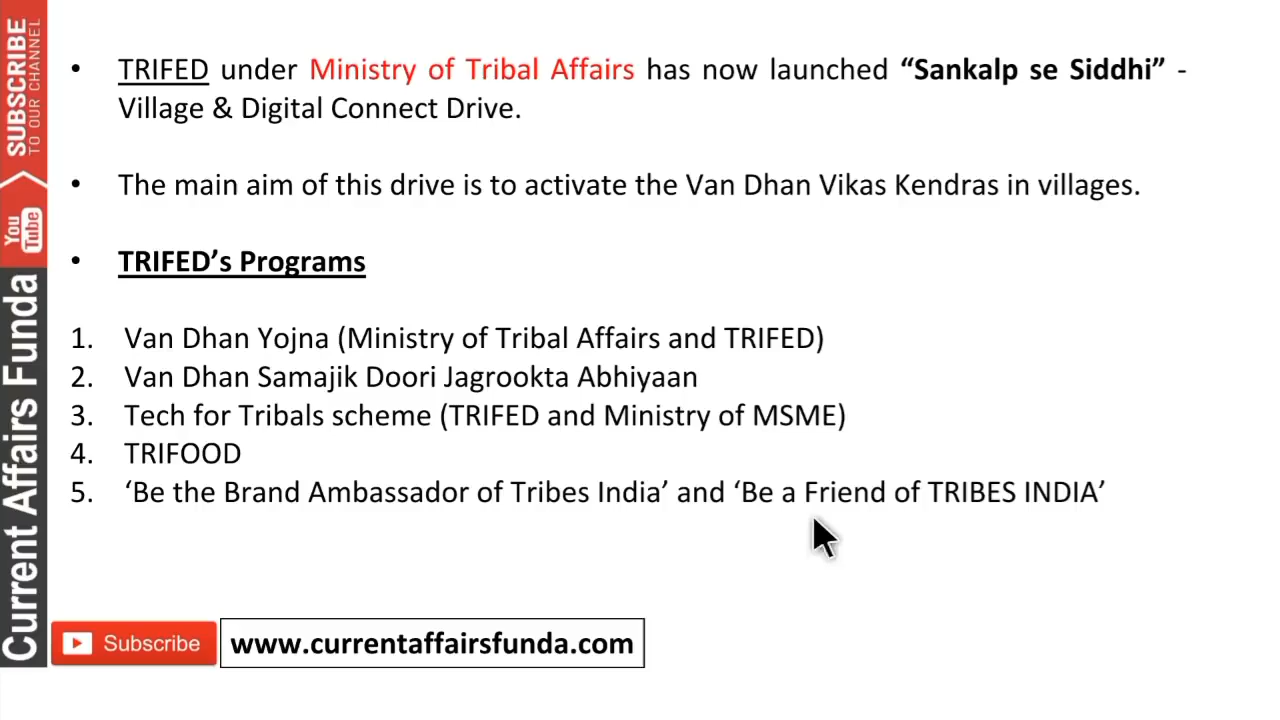 • TRIFED under Ministry of Tribal Affairs has now launched “Sankalp se Siddhi” -
Village & Digital Connect Drive.
• The main aim of this drive is to activate the Van Dhan Vikas Kendras in villages.
• TRIFED’s Programs
1. Van Dhan Yojna (Ministry of Tribal Affairs and TRIFED)
2. Van Dhan Samajik Doori Jagrookta Abhiyaan
3. Tech for Tribals scheme (TRIFED and Ministry of MSME)
4. TRIFOOD
5. ‘Be the Brand Ambassador of Tribes India’ and ‘Be a Friend of TRIBES INDIA’
SUBSCRIBE
TO OUR CHANNEL
You
Tube
Current Affairs Funda
Subscribe
www.currentaffairsfunda.com